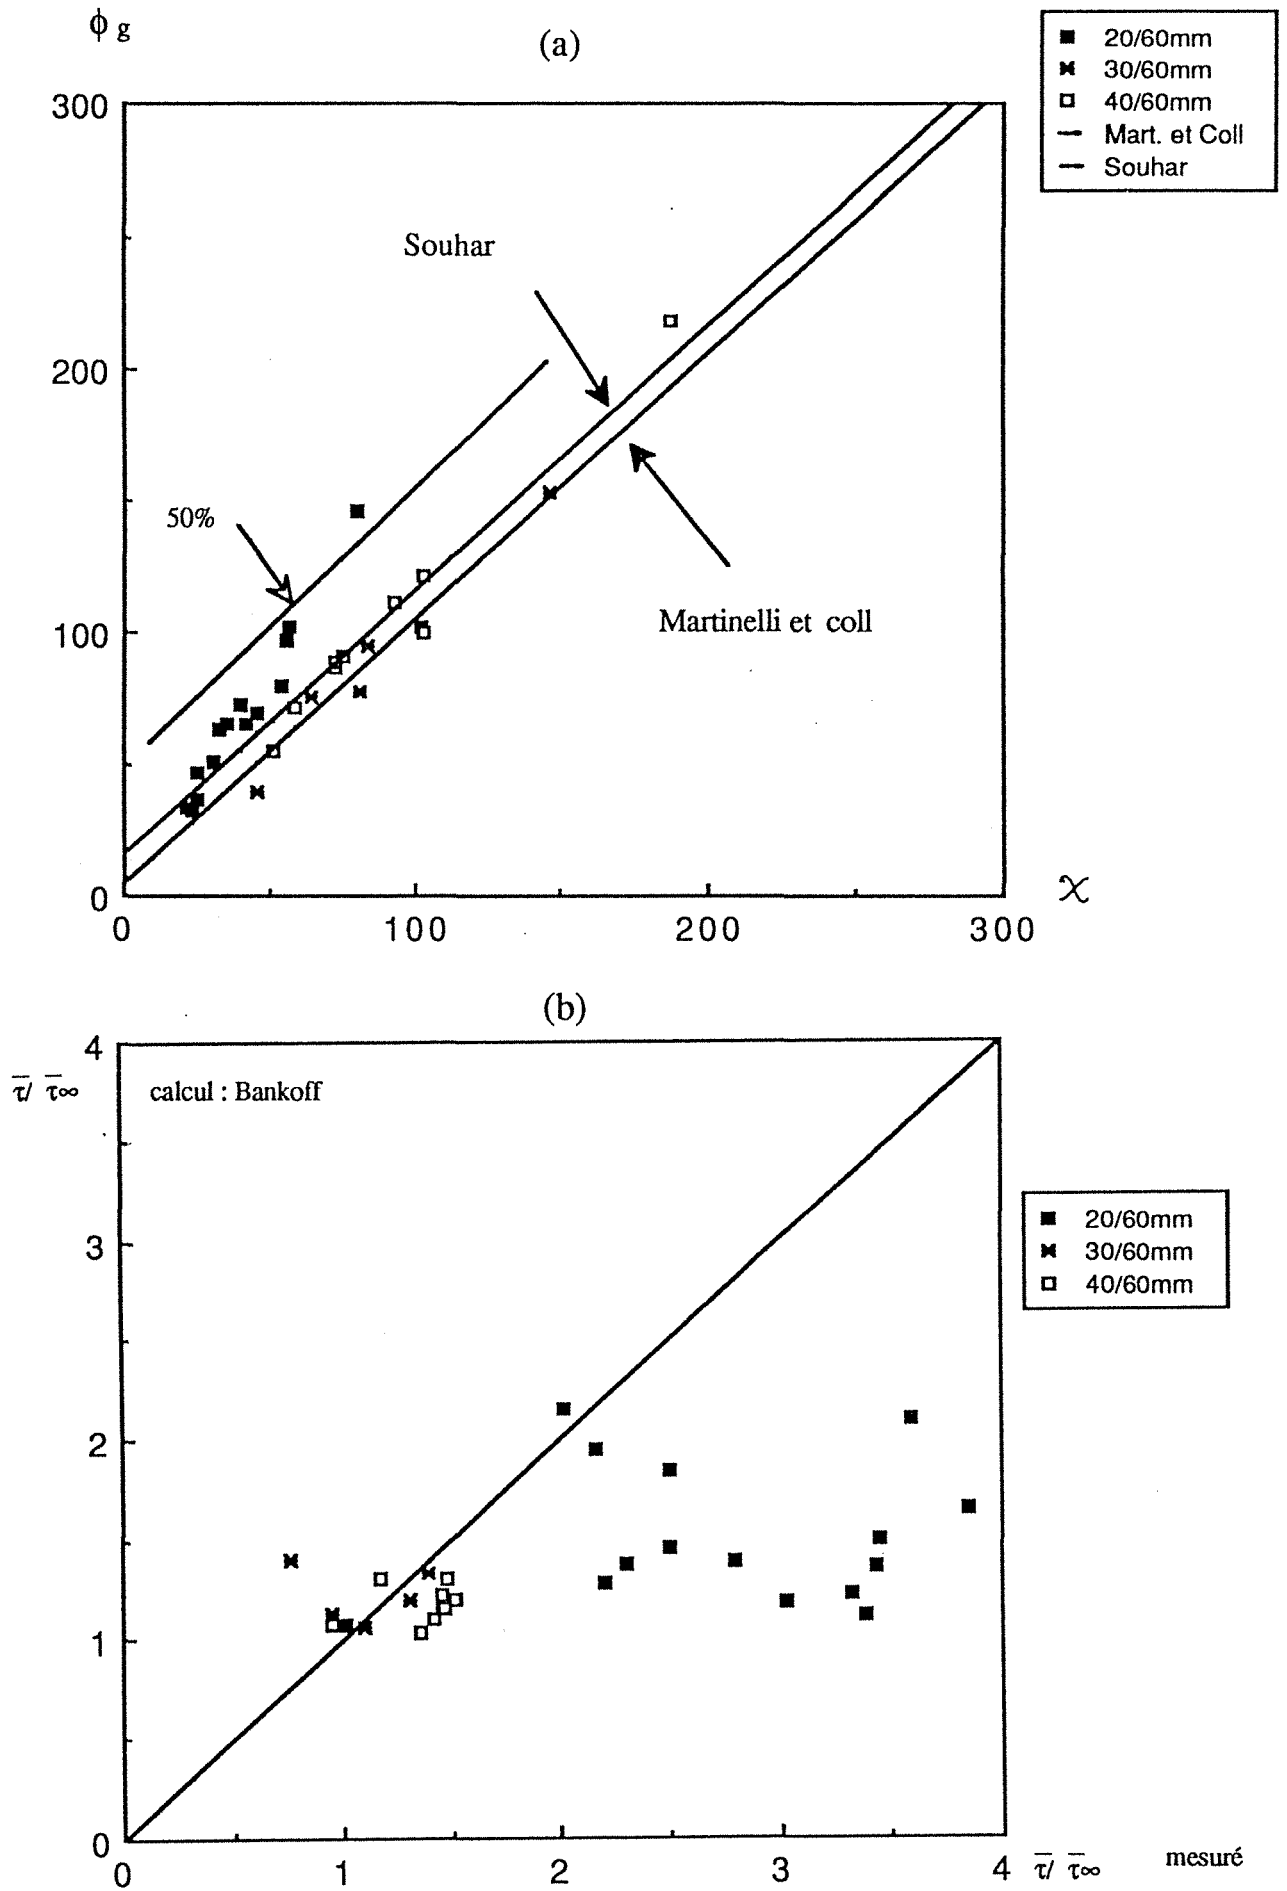 ϕ g
(a)
20/60mm
30/60mm
40/60mm
Mart. et Coll
Souhar
300
200
100
0
Souhar
50%
Martinelli et coll
0 100 200 300
χ
(b)
τ̅/ τ̅∞
calcul : Bankoff
4
3
2
1
0
20/60mm
30/60mm
40/60mm
0 1 2 3 4
τ̅/ τ̅∞ mesuré